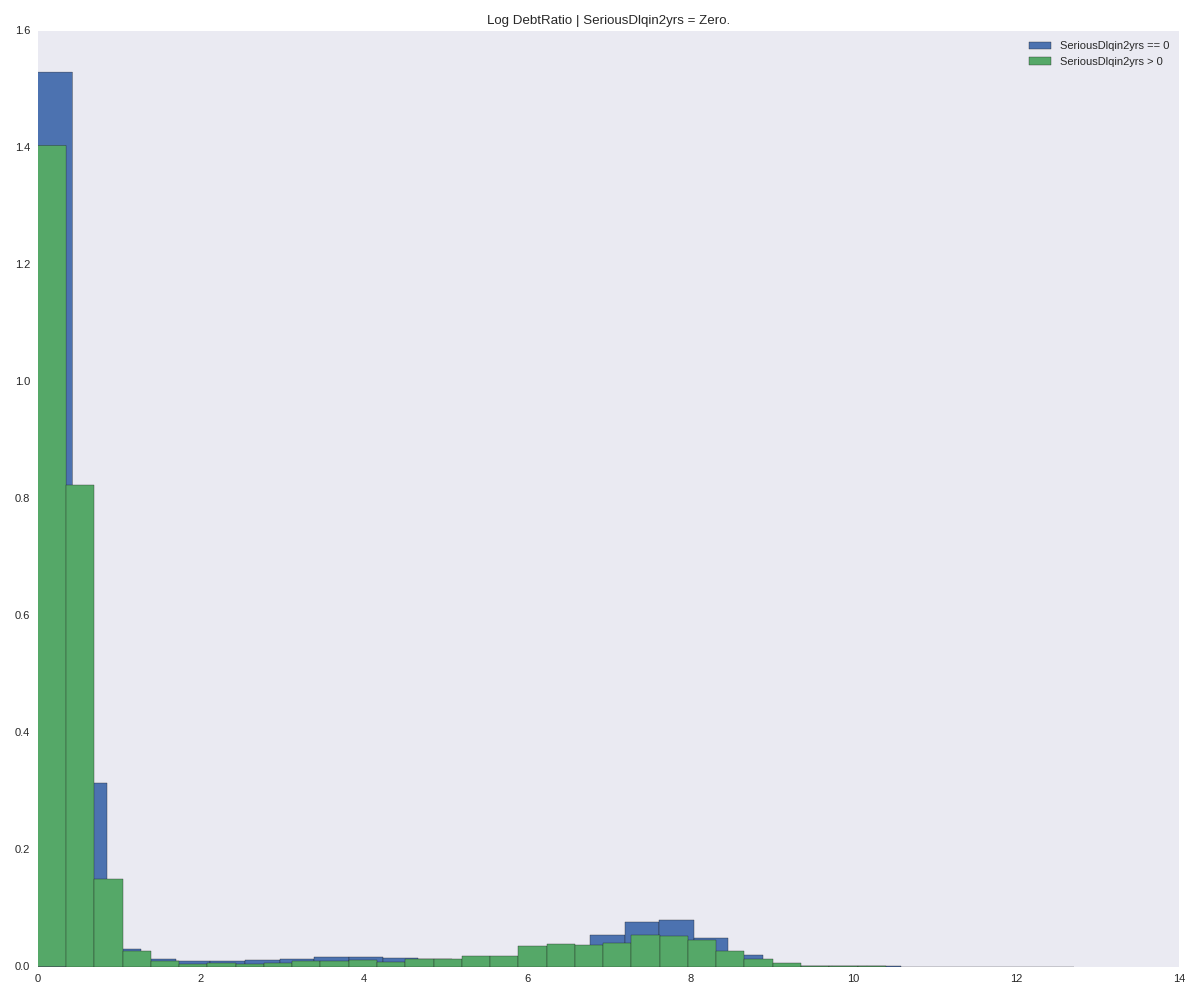 Log DebtRatio | SeriousDlqin2yrs = Zero.
SeriousDlqin2yrs == 0
SeriousDlqin2yrs > 0
1.6
1.4
1.2
1.0
0.8
0.6
0.4
0.2
0.0
0 2 4 6 8 10 12 14